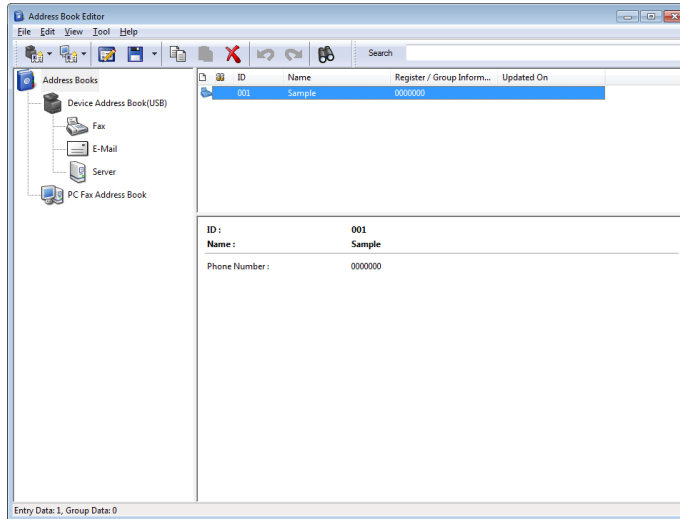 Address Book Editor
File Edit View Tool Help
Search
Address Books
Device Address Book(USB)
Fax
E-Mail
Server
PC Fax Address Book
ID Name Register / Group Inform... Updated On
001 Sample 0000000
ID : 001
Name : Sample
Phone Number : 0000000
Entry Data: 1, Group Data: 0